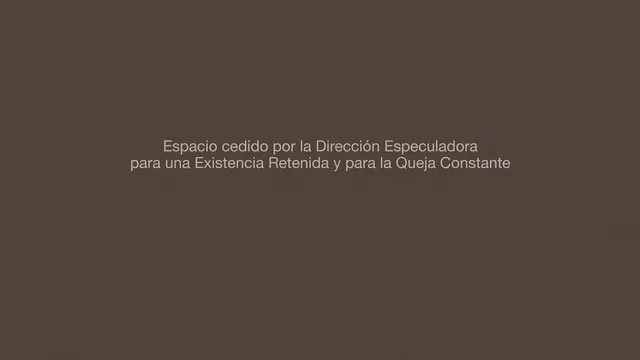 Espacio cedido por la Dirección Especuladora
para una Existencia Retenida y para la Queja Constante